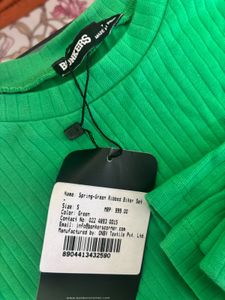 BONKERS
Name: Spring-Green Ribbed Biker Set
-
Size: S MRP: 999.00
Color: Green
Contact No: 022 4893 0015
Email: info@bonkerscorner.com
Manufactured by: ONBY Textile Pvt. Ltd.
8904413432590